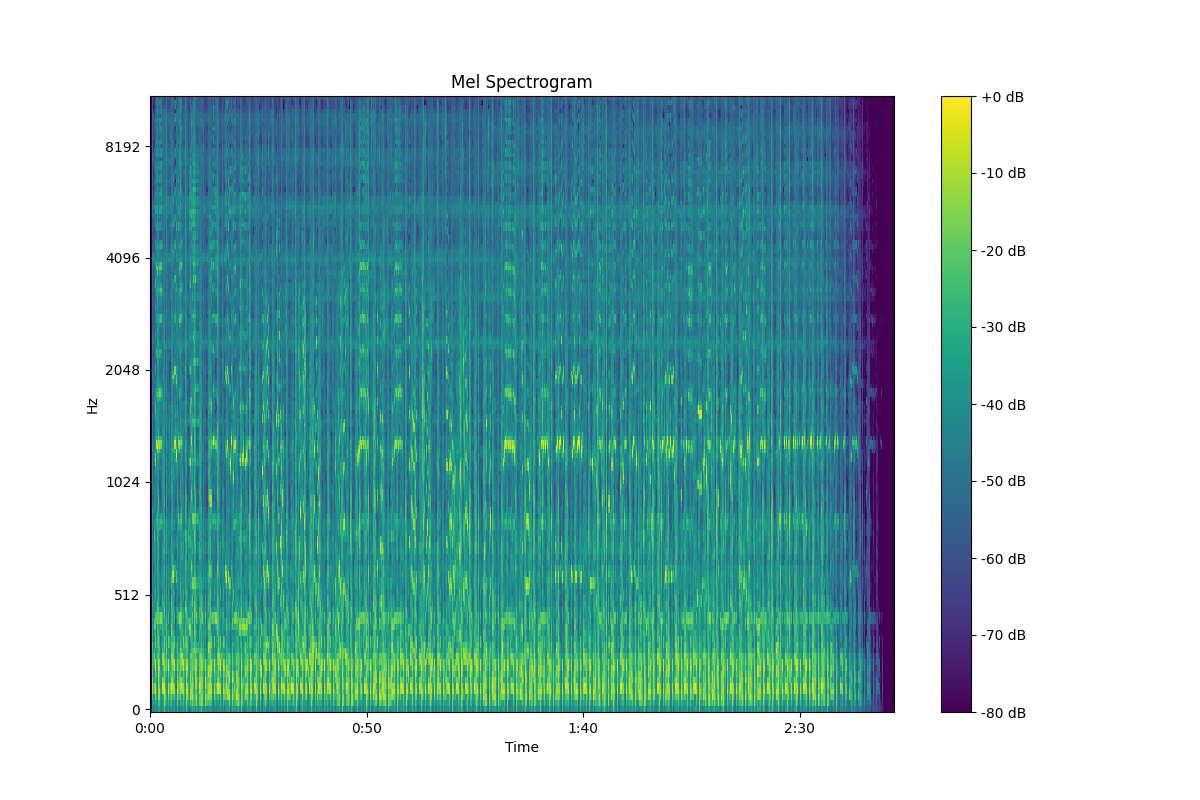 Mel Spectrogram
+0 dB
8192
-10 dB
-20 dB
4096
-30 dB
2048
-40 dB
Hz
1024
-50 dB
-60 dB
512
-70 dB
0
-80 dB
0:00
0:50
1:40
2:30
Time